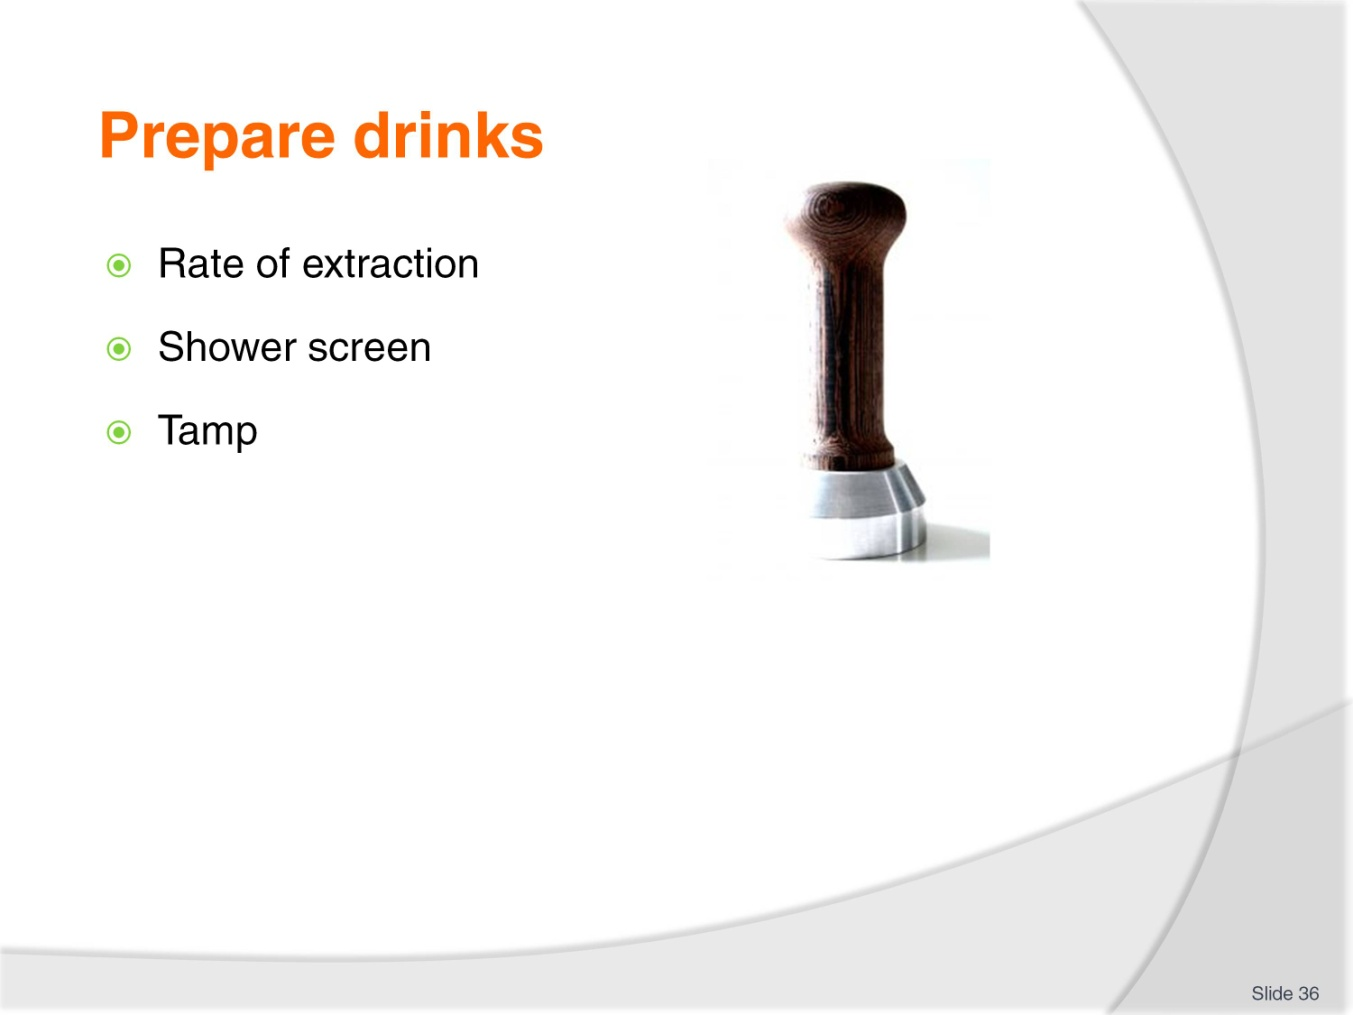 Prepare drinks
Rate of extraction
Shower screen
Tamp
Slide 36